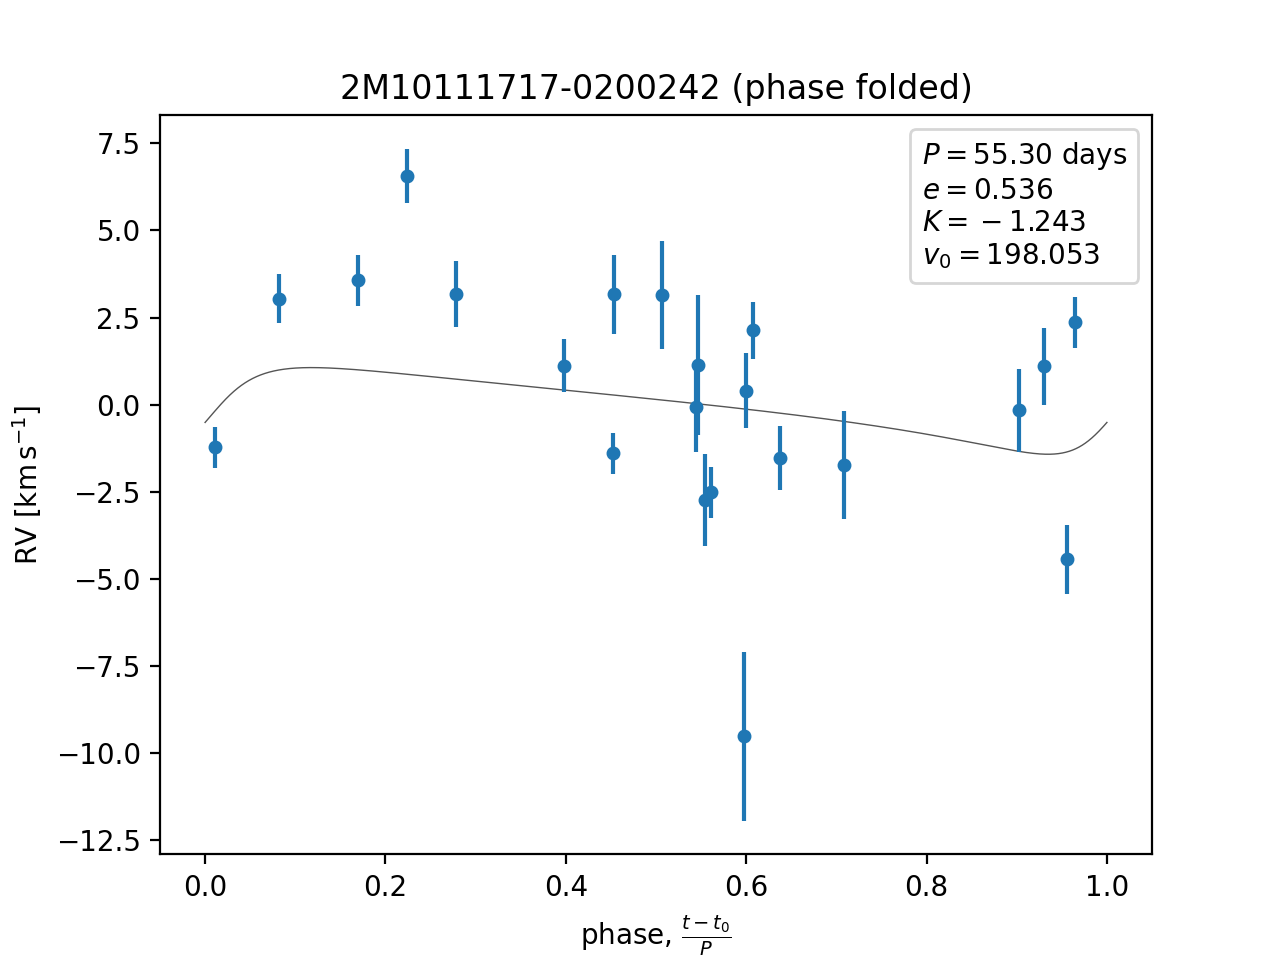 2M10111717-0200242 (phase folded)
P = 55.30 days
e = 0.536
K = −1.243
v₀ = 198.053
7.5
5.0
2.5
0.0
−2.5
−5.0
−7.5
−10.0
−12.5
RV [km s⁻¹]
0.0 0.2 0.4 0.6 0.8 1.0
phase, (t − t₀)/P